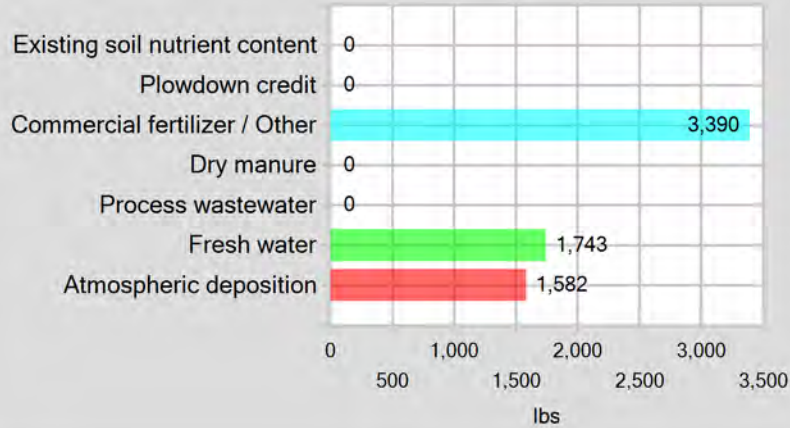 Existing soil nutrient content 0
Plowdown credit 0
Commercial fertilizer / Other 3,390
Dry manure 0
Process wastewater 0
Fresh water 1,743
Atmospheric deposition 1,582
0 1,000 2,000 3,000
500 1,500 2,500 3,500
lbs